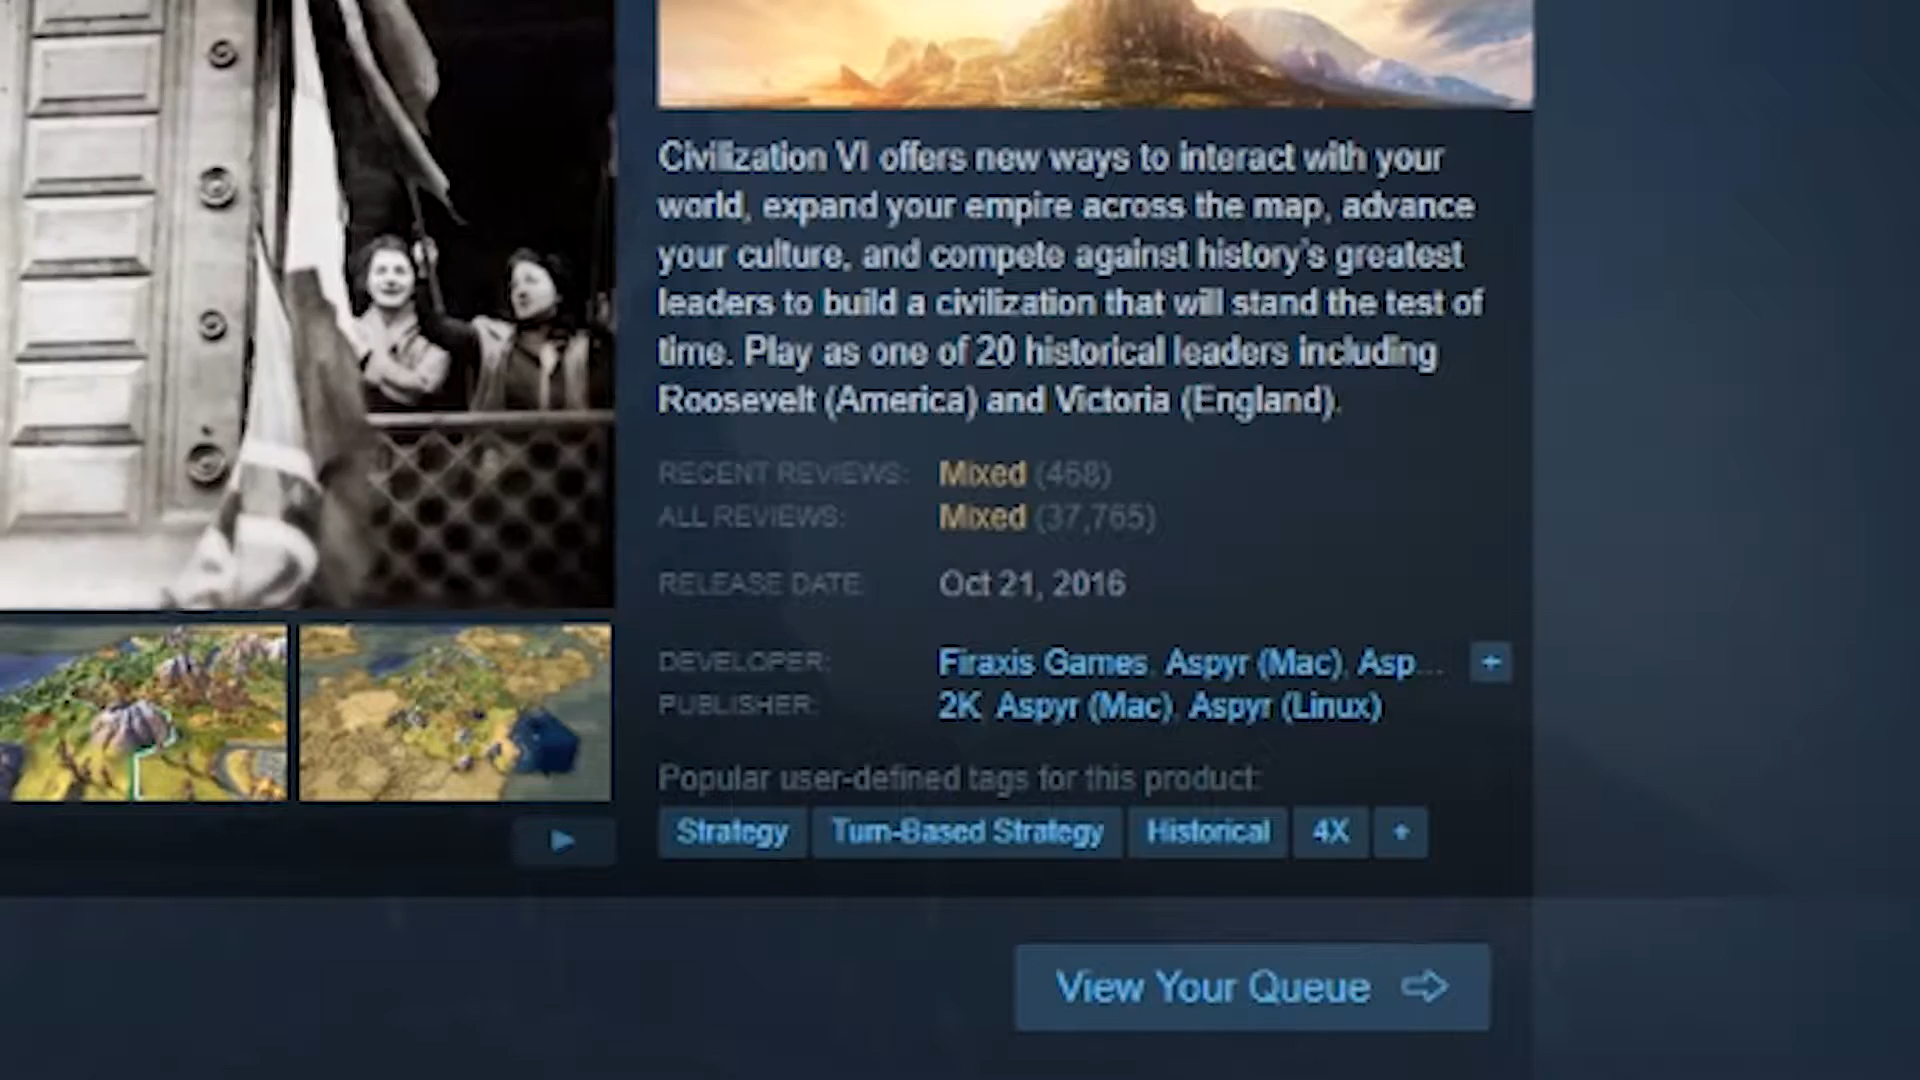 Civilization VI offers new ways to interact with your
world, expand your empire across the map, advance
your culture, and compete against history's greatest
leaders to build a civilization that will stand the test of
time. Play as one of 20 historical leaders including
Roosevelt (America) and Victoria (England).
RECENT REVIEWS: Mixed (468)
ALL REVIEWS: Mixed (37,765)
RELEASE DATE: Oct 21, 2016
DEVELOPER: Firaxis Games, Aspyr (Mac), Asp... +
PUBLISHER: 2K, Aspyr (Mac), Aspyr (Linux)
Popular user-defined tags for this product:
Strategy Turn-Based Strategy Historical 4X +
View Your Queue